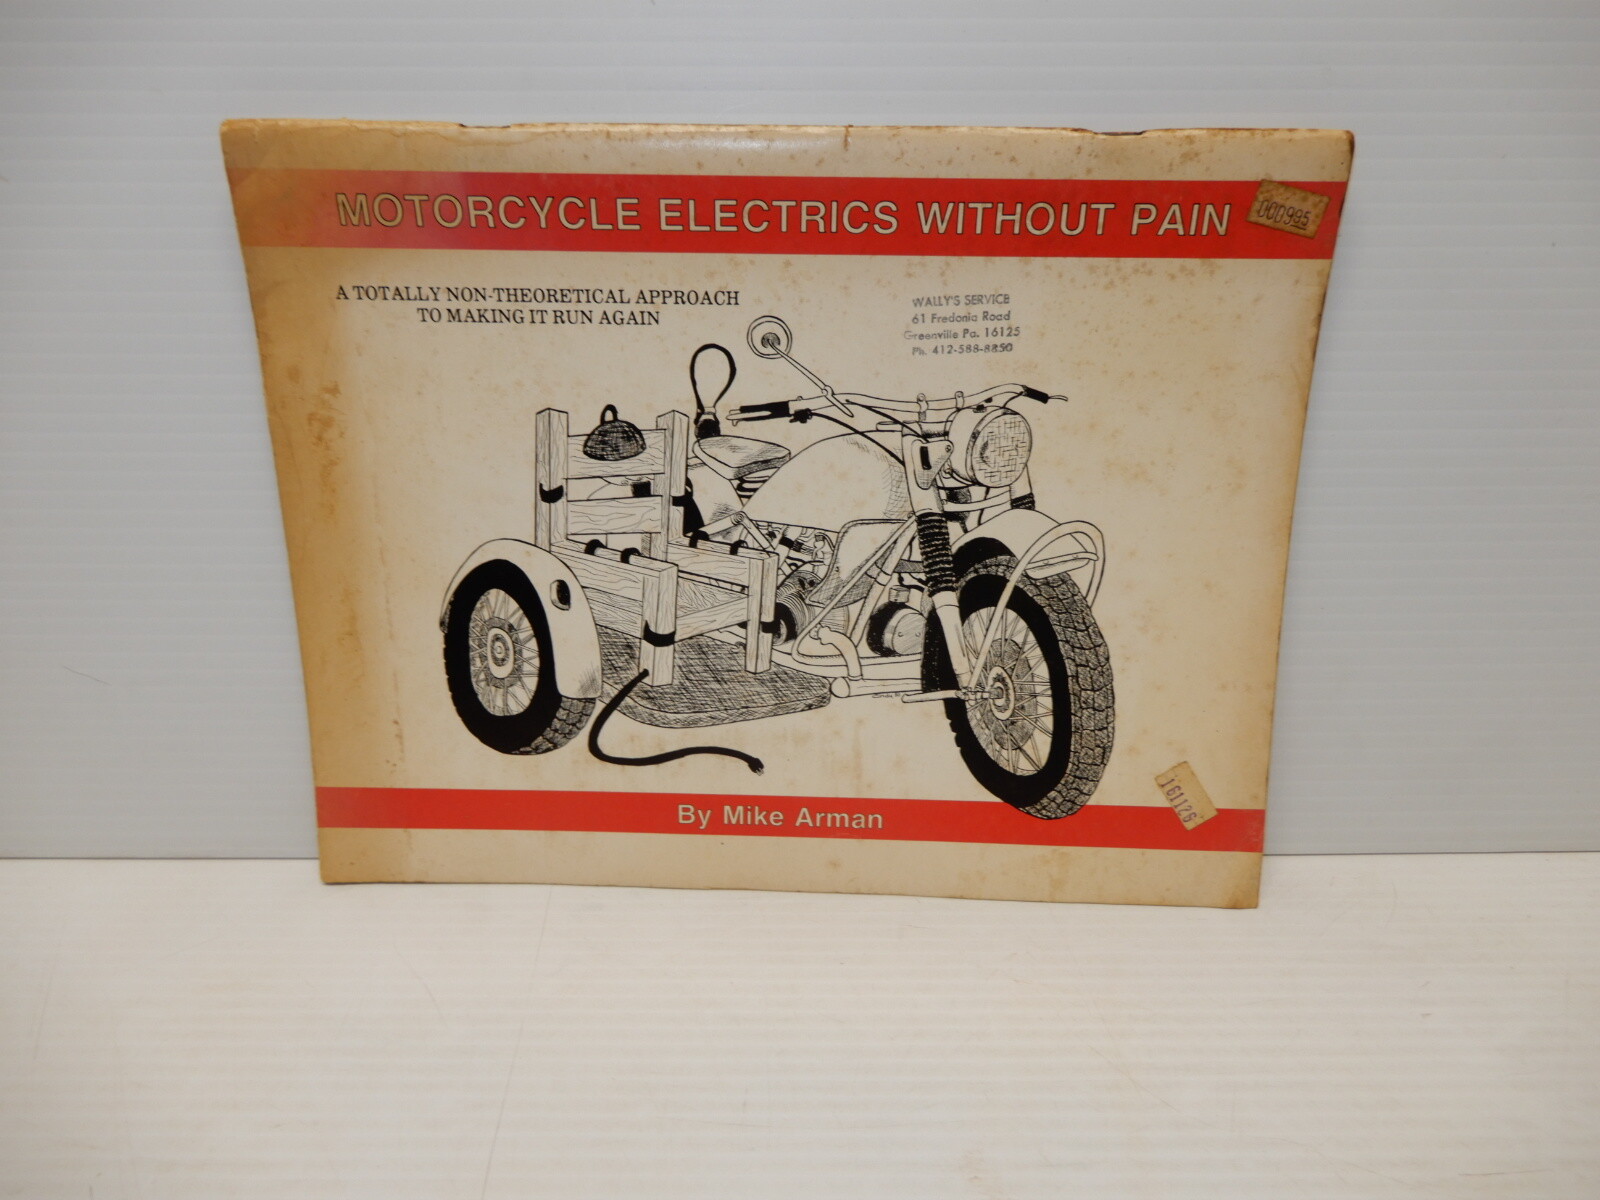 MOTORCYCLE ELECTRICS WITHOUT PAIN
000985
A TOTALLY NON-THEORETICAL APPROACH
TO MAKING IT RUN AGAIN
WALLY'S SERVICE
61 Fredonia Road
Greenville Pa. 16125
Ph. 412-588-8850
161126
By Mike Arman